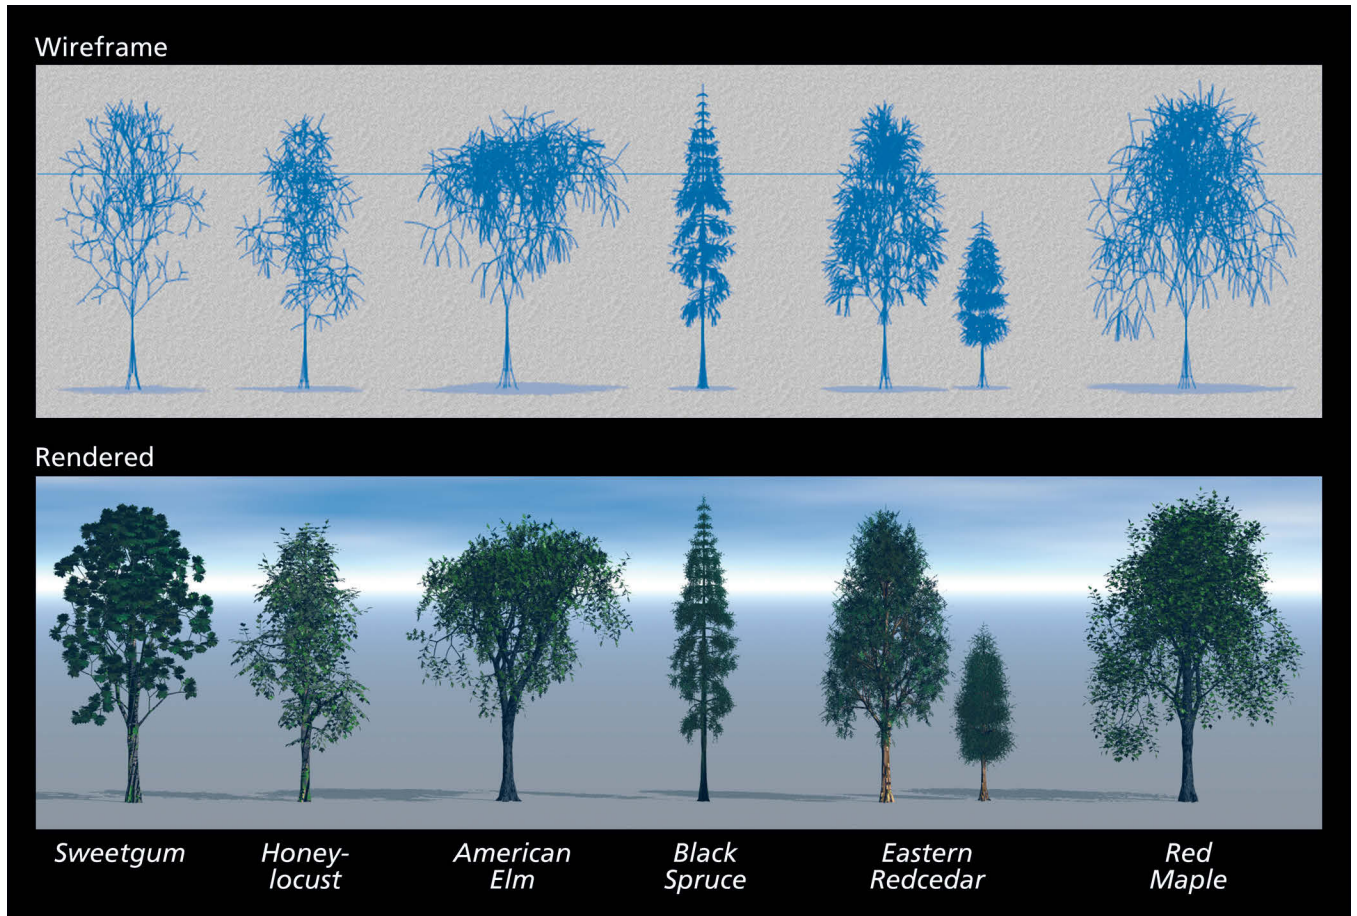 Wireframe
Rendered
Sweetgum
Honey-
locust
American
Elm
Black
Spruce
Eastern
Redcedar
Red
Maple